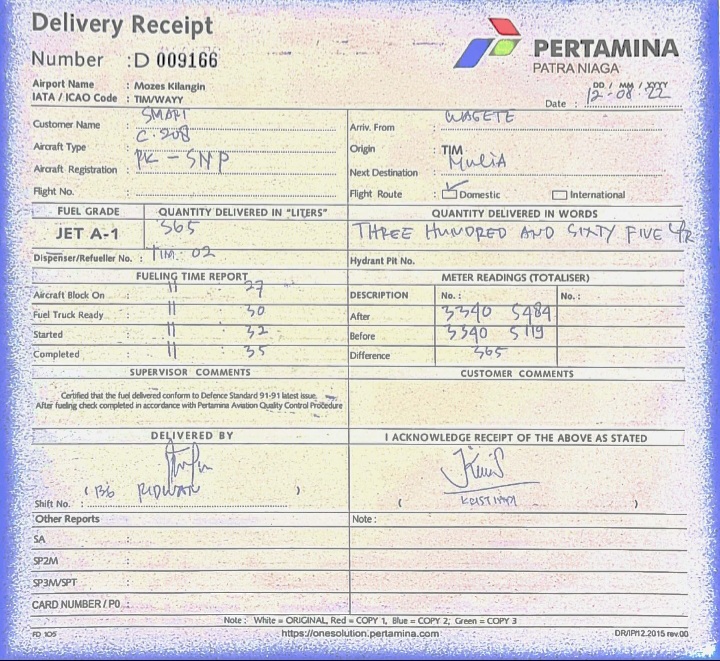 Delivery Receipt
Number :D 009166
PERTAMINA
PATRA NIAGA
Airport Name : Mozes Kilangin
IATA / ICAO Code : TIM/WAYY
DD / MM / YYYY
Date : 12-08-22
Customer Name : SMART
Arriv. From : WAGETE
Aircraft Type : C.208
Origin : TIM
Aircraft Registration : PK-SNP
Next Destination : MULIA
Flight No. :
Flight Route : Domestic International
FUEL GRADE QUANTITY DELIVERED IN "LITERS" QUANTITY DELIVERED IN WORDS
JET A-1 365 THREE HUNDRED AND SIXTY FIVE LTR
Dispenser/Refueller No. : TIM. 02 Hydrant Pit No.
FUELING TIME REPORT METER READINGS (TOTALISER)
Aircraft Block On : 11 : 27
DESCRIPTION No. : No. :
Fuel Truck Ready : 11 : 30
After 3340 5484
Started : 11 : 32
Before 3340 5119
Completed : 11 : 35
Difference 365
SUPERVISOR COMMENTS CUSTOMER COMMENTS
Certified that the fuel delivered conform to Defence Standard 91-91 latest issue.
After fueling check completed in accordance with Pertamina Aviation Quality Control Procedure
DELIVERED BY I ACKNOWLEDGE RECEIPT OF THE ABOVE AS STATED
( RIDWAN )
Shift No. :
( )
Other Reports Note :
SA :
SP2M :
SP3M/SPT :
CARD NUMBER / PO :
Note : White = ORIGINAL, Red = COPY 1, Blue = COPY 2, Green = COPY 3
FD 105 https://onesolution.pertamina.com DR/IP/12.2015 rev.00